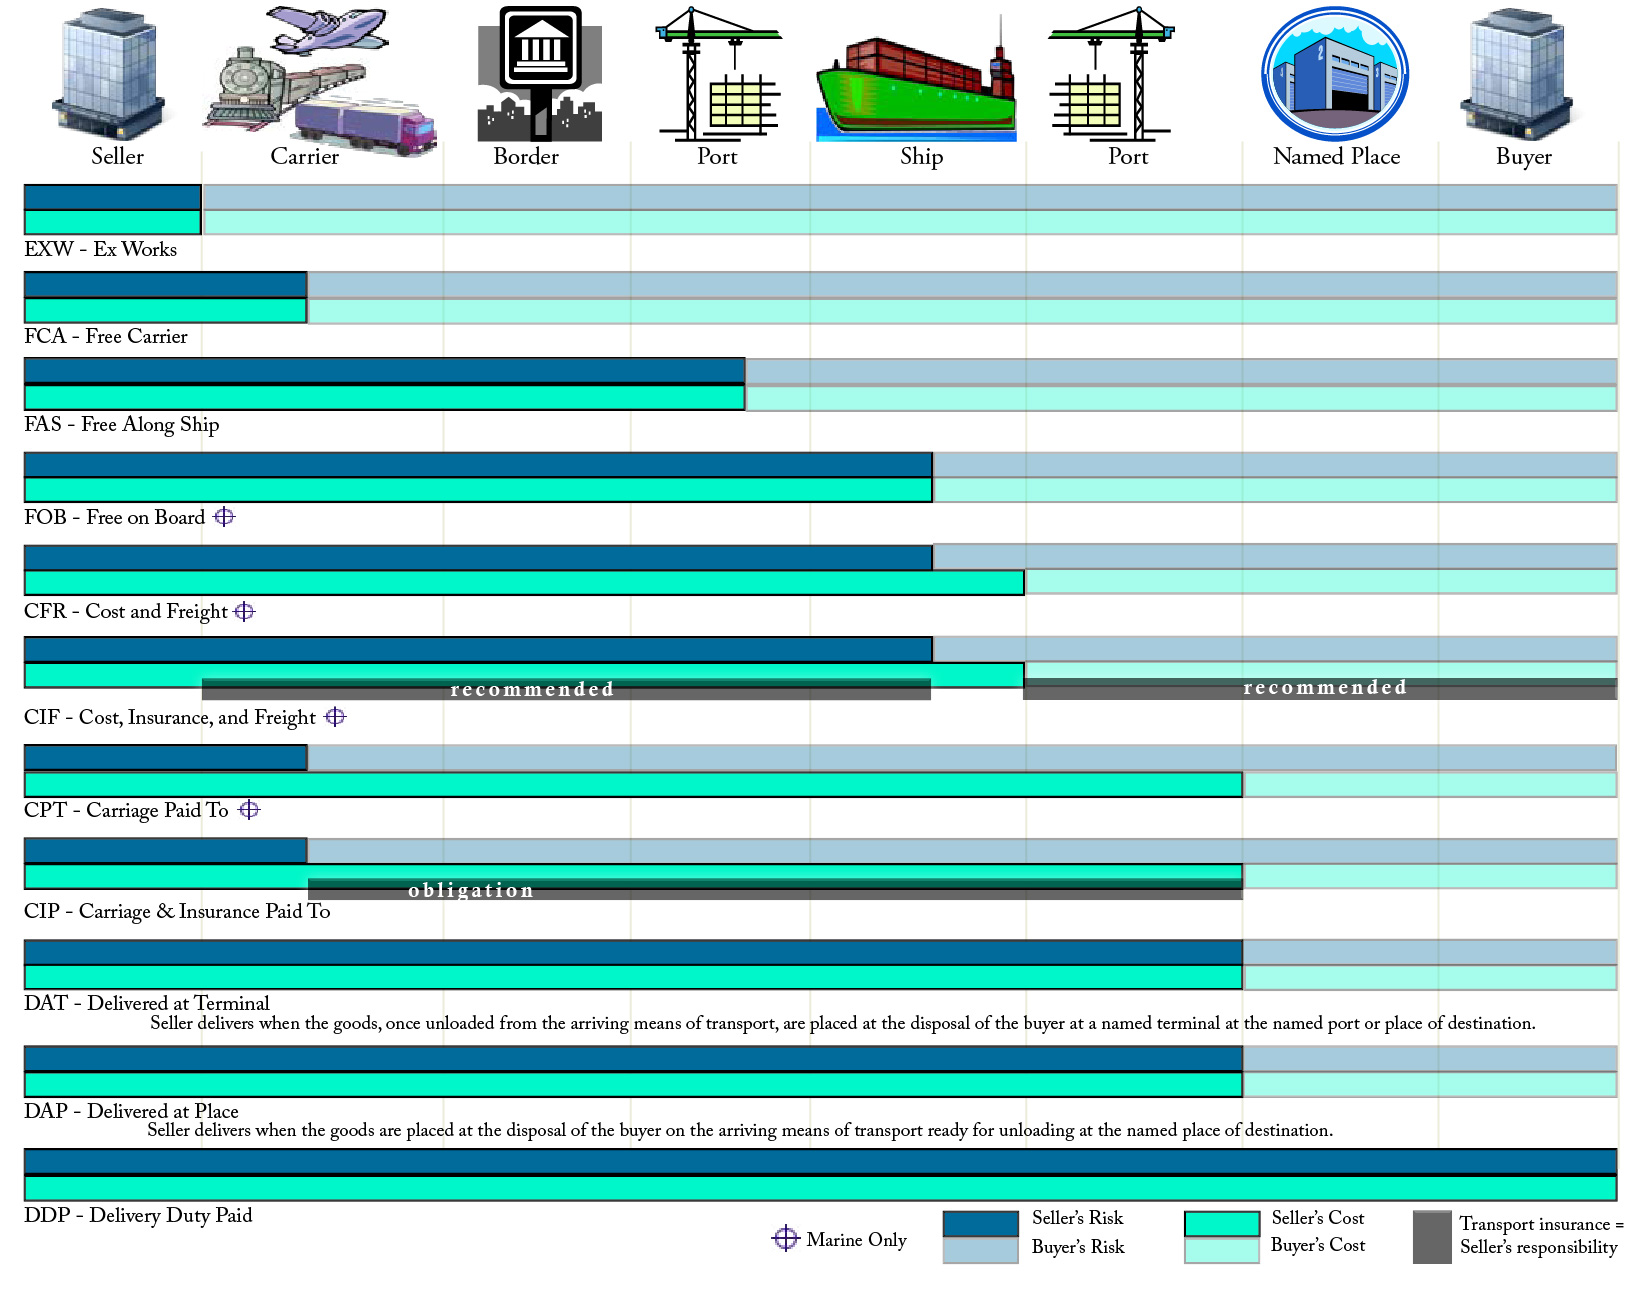 Seller
Carrier
Border
Port
Ship
Port
Named Place
Buyer
2
EXW - Ex Works
FCA - Free Carrier
FAS - Free Along Ship
FOB - Free on Board
CFR - Cost and Freight
recommended
recommended
CIF - Cost, Insurance, and Freight
CPT - Carriage Paid To
obligation
CIP - Carriage & Insurance Paid To
DAT - Delivered at Terminal
Seller delivers when the goods, once unloaded from the arriving means of transport, are placed at the disposal of the buyer at a named terminal at the named port or place of destination.
DAP - Delivered at Place
Seller delivers when the goods are placed at the disposal of the buyer on the arriving means of transport ready for unloading at the named place of destination.
DDP - Delivery Duty Paid
Marine Only
Seller's Risk
Buyer's Risk
Seller's Cost
Buyer's Cost
Transport insurance =
Seller's responsibility